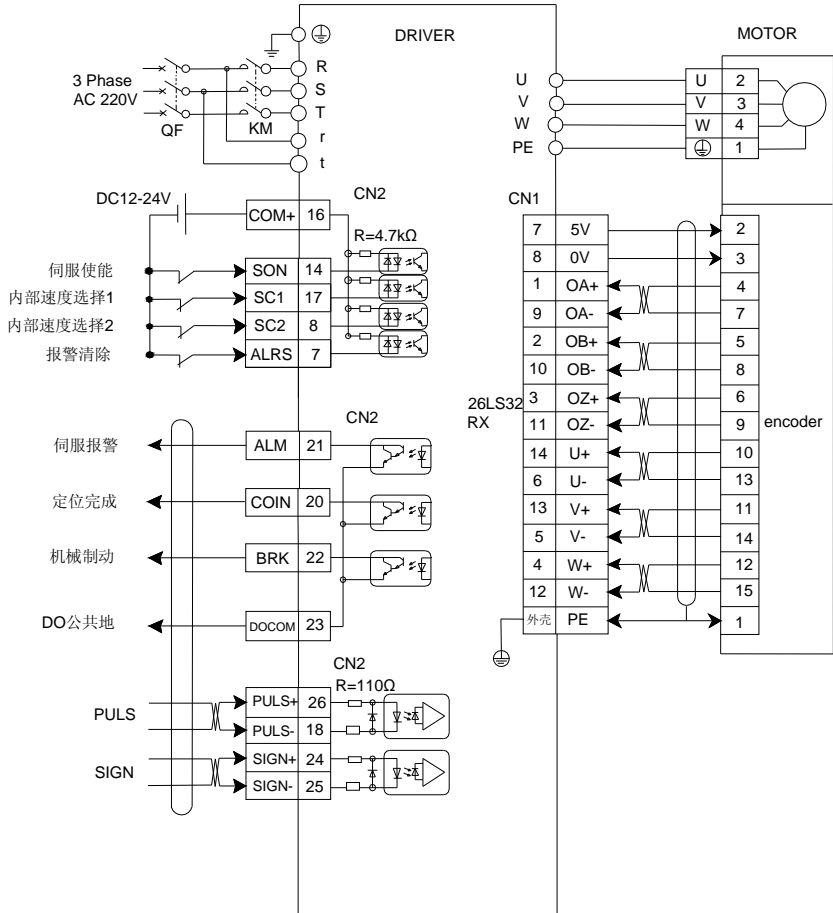 DRIVER
MOTOR
R
S
T
r
t
3 Phase
AC 220V
QF
KM
U
V
W
PE
U 2
V 3
W 4
1
DC12-24V
CN2
COM+ 16
R=4.7kΩ
伺服使能 SON 14
内部速度选择1 SC1 17
内部速度选择2 SC2 8
报警清除 ALRS 7
CN2
伺服报警 ALM 21
定位完成 COIN 20
机械制动 BRK 22
DO公共地 DOCOM 23
CN2
R=110Ω
PULS
PULS+ 26
PULS- 18
SIGN
SIGN+ 24
SIGN- 25
CN1
26LS32
RX
7 5V 2
8 0V 3
1 OA+ 4
9 OA- 7
2 OB+ 5
10 OB- 8
3 OZ+ 6
11 OZ- 9
14 U+ 10
6 U- 13
13 V+ 11
5 V- 14
4 W+ 12
12 W- 15
外壳 PE 1
encoder